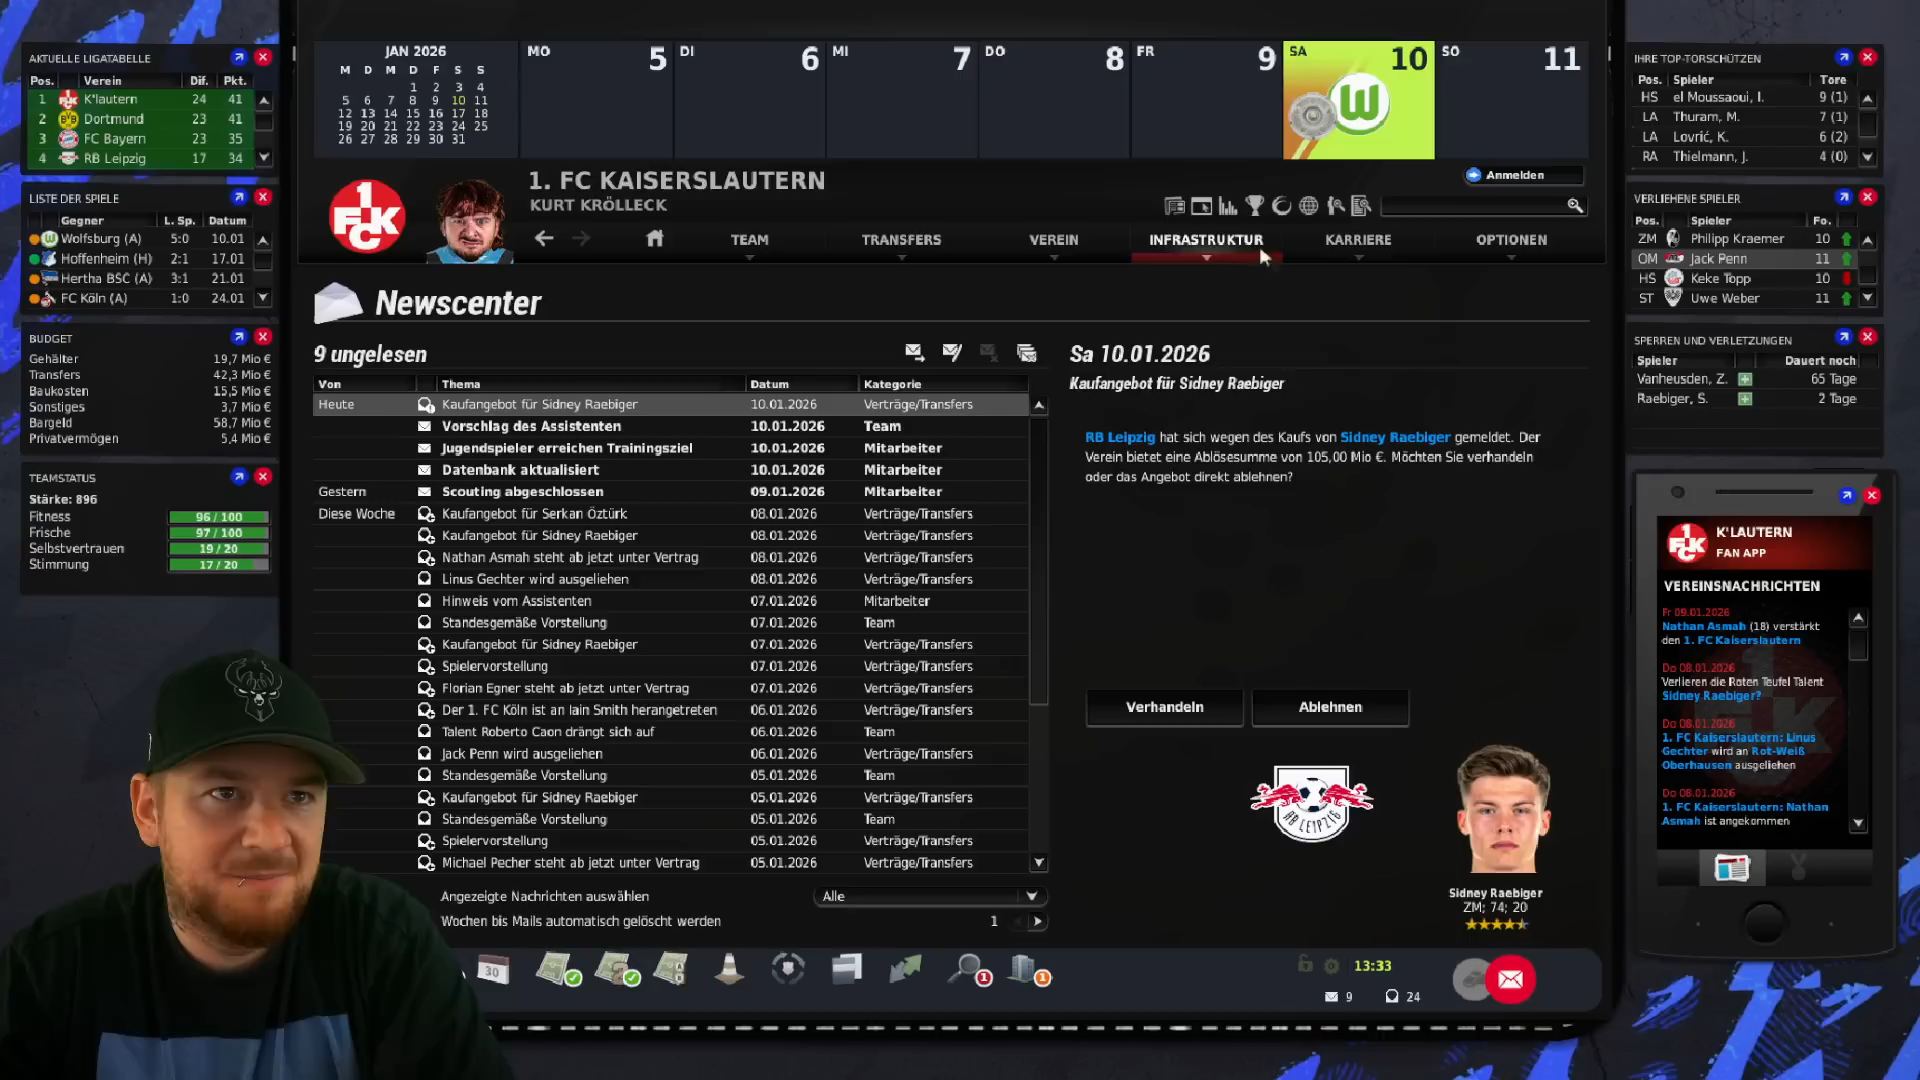 AKTUELLE LIGATABELLE
Pos. Verein Dif. Pkt.
1 K'lautern 24 41
2 Dortmund 23 41
3 FC Bayern 23 35
4 RB Leipzig 17 34
LISTE DER SPIELE
Gegner L. Sp. Datum
Wolfsburg (A) 5:0 10.01
Hoffenheim (H) 2:1 17.01
Hertha BSC (A) 3:1 21.01
FC Köln (A) 1:0 24.01
BUDGET
Gehälter 19,7 Mio €
Transfers 42,3 Mio €
Baukosten 15,5 Mio €
Sonstiges 3,7 Mio €
Bargeld 58,7 Mio €
Privatvermögen 5,4 Mio €
TEAMSTATUS
Stärke: 896
Fitness 96 / 100
Frische 97 / 100
Selbstvertrauen 19 / 20
Stimmung 17 / 20
JAN 2026
M D M D F S S
1 2 3 4
5 6 7 8 9 10 11
12 13 14 15 16 17 18
19 20 21 22 23 24 25
26 27 28 29 30 31
MO 5 DI 6 MI 7 DO 8 FR 9 SA 10 SO 11
1. FC KAISERSLAUTERN
KURT KRÖLLECK
Anmelden
TEAM TRANSFERS VEREIN INFRASTRUKTUR KARRIERE OPTIONEN
Newscenter
9 ungelesen
Von Thema Datum Kategorie
Heute Kaufangebot für Sidney Raebiger 10.01.2026 Verträge/Transfers
Vorschlag des Assistenten 10.01.2026 Team
Jugendspieler erreichen Trainingsziel 10.01.2026 Mitarbeiter
Datenbank aktualisiert 10.01.2026 Mitarbeiter
Gestern Scouting abgeschlossen 09.01.2026 Mitarbeiter
Diese Woche Kaufangebot für Serkan Öztürk 08.01.2026 Verträge/Transfers
Kaufangebot für Sidney Raebiger 08.01.2026 Verträge/Transfers
Nathan Asmah steht ab jetzt unter Vertrag 08.01.2026 Verträge/Transfers
Linus Gechter wird ausgeliehen 08.01.2026 Verträge/Transfers
Hinweis vom Assistenten 07.01.2026 Mitarbeiter
Standesgemäße Vorstellung 07.01.2026 Team
Kaufangebot für Sidney Raebiger 07.01.2026 Verträge/Transfers
Spielervorstellung 07.01.2026 Verträge/Transfers
Florian Egner steht ab jetzt unter Vertrag 07.01.2026 Verträge/Transfers
Der 1. FC Köln ist an Iain Smith herangetreten 06.01.2026 Verträge/Transfers
Talent Roberto Caon drängt sich auf 06.01.2026 Team
Jack Penn wird ausgeliehen 06.01.2026 Verträge/Transfers
Standesgemäße Vorstellung 05.01.2026 Team
Kaufangebot für Sidney Raebiger 05.01.2026 Verträge/Transfers
Standesgemäße Vorstellung 05.01.2026 Team
Spielervorstellung 05.01.2026 Verträge/Transfers
Michael Pecher steht ab jetzt unter Vertrag 05.01.2026 Verträge/Transfers
Angezeigte Nachrichten auswählen Alle
Wochen bis Mails automatisch gelöscht werden 1
Sa 10.01.2026
Kaufangebot für Sidney Raebiger
RB Leipzig hat sich wegen des Kaufs von Sidney Raebiger gemeldet. Der
Verein bietet eine Ablösesumme von 105,00 Mio €. Möchten Sie verhandeln
oder das Angebot direkt ablehnen?
Verhandeln Ablehnen
RB LEIPZIG
Sidney Raebiger
ZM; 74; 20
30
1
1
13:33
9 24
IHRE TOP-TORSCHÜTZEN
Pos. Spieler Tore
HS el Moussaoui, I. 9 (1)
LA Thuram, M. 7 (1)
LA Lovrić, K. 6 (2)
RA Thielmann, J. 4 (0)
VERLIEHENE SPIELER
Pos. Spieler Fo.
ZM Philipp Kraemer 10
OM Jack Penn 11
HS Keke Topp 10
ST Uwe Weber 11
SPERREN UND VERLETZUNGEN
Spieler Dauert noch
Vanheusden, Z. 65 Tage
Raebiger, S. 2 Tage
K'LAUTERN
FAN APP
VEREINSNACHRICHTEN
Fr 09.01.2026
Nathan Asmah (18) verstärkt
den 1. FC Kaiserslautern
Do 08.01.2026
Verlieren die Roten Teufel Talent
Sidney Raebiger?
Do 08.01.2026
1. FC Kaiserslautern: Linus
Gechter wird an Rot-Weiß
Oberhausen ausgeliehen
Do 08.01.2026
1. FC Kaiserslautern: Nathan
Asmah ist angekommen